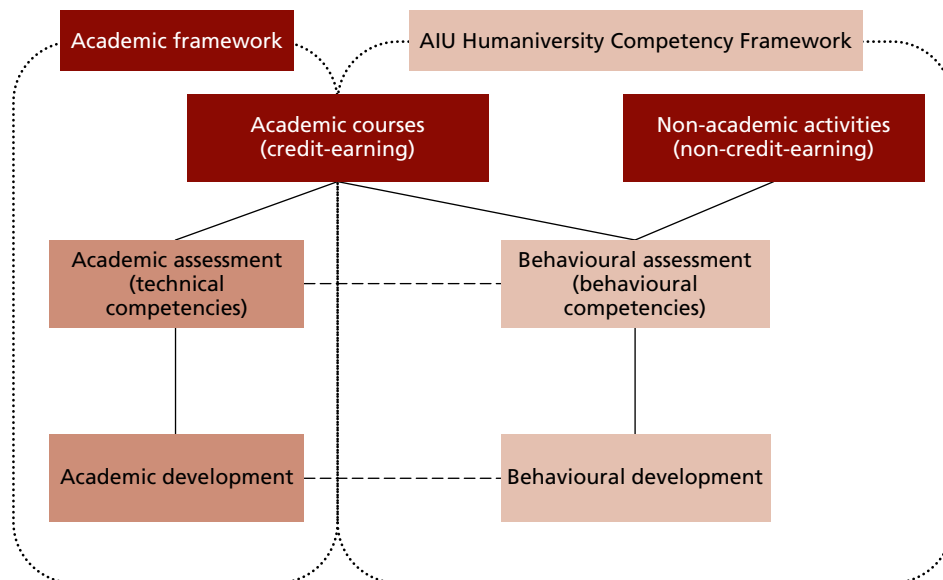 Academic framework
AIU Humaniversity Competency Framework
Academic courses
(credit-earning)
Non-academic activities
(non-credit-earning)
Academic assessment
(technical
competencies)
Behavioural assessment
(behavioural
competencies)
Academic development
Behavioural development